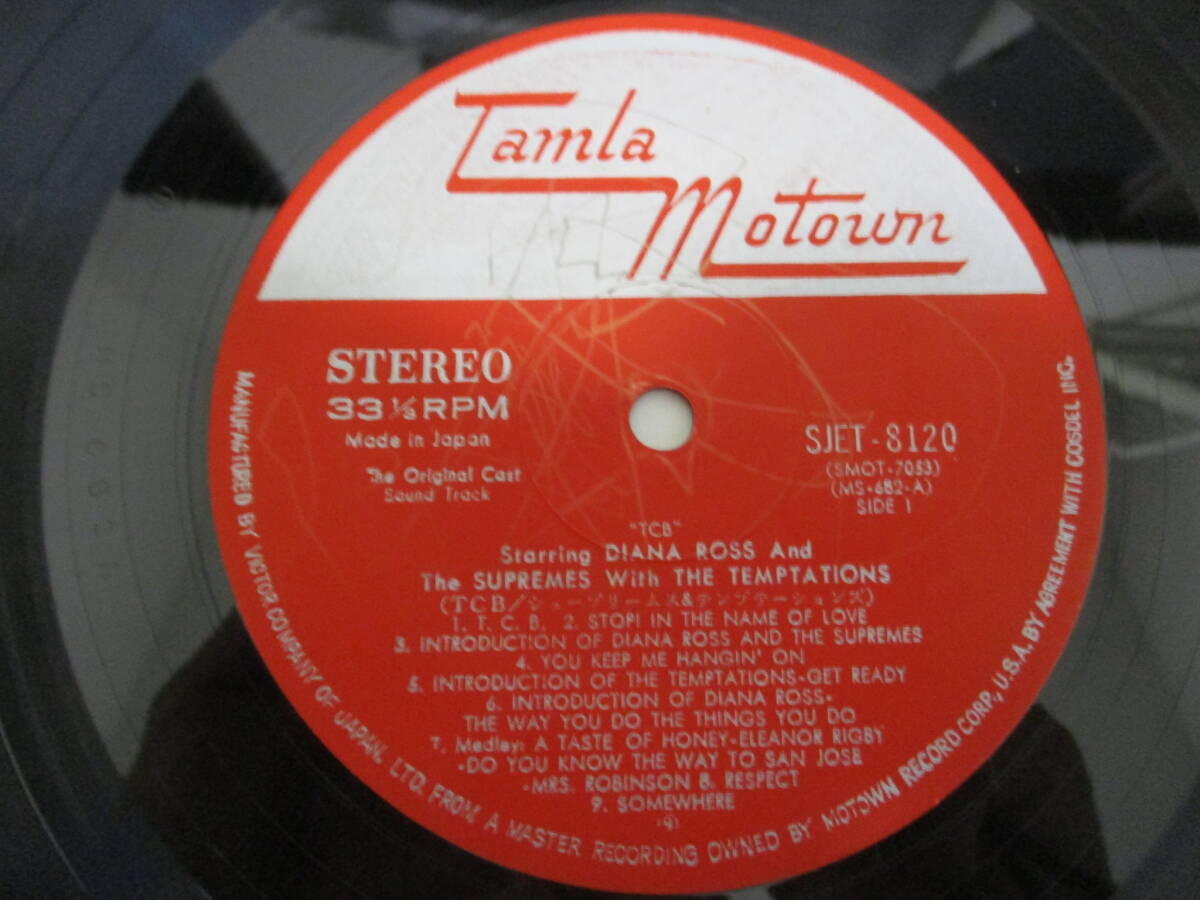 Tamla
Motown
STEREO
33 ⅓ RPM
Made in Japan
The Original Cast
Sound Track
SJET-8120
(SMOT-7053)
(MS-682-A)
SIDE 1
"TCB"
Starring DIANA ROSS And
The SUPREMES With THE TEMPTATIONS
(TCB/シュープリームス&テンプテーションズ)
1. T. C. B. 2. STOP! IN THE NAME OF LOVE
3. INTRODUCTION OF DIANA ROSS AND THE SUPREMES
4. YOU KEEP ME HANGIN' ON
5. INTRODUCTION OF THE TEMPTATIONS-GET READY
6. INTRODUCTION OF DIANA ROSS-
THE WAY YOU DO THE THINGS YOU DO
7. Medley: A TASTE OF HONEY-ELEANOR RIGBY
-DO YOU KNOW THE WAY TO SAN JOSE
-MRS. ROBINSON 8. RESPECT
9. SOMEWHERE
MANUFACTURED BY VICTOR COMPANY OF JAPAN, LTD. FROM A MASTER RECORDING OWNED BY MOTOWN RECORD CORP., U.S.A. BY AGREEMENT WITH COSDEL INC.